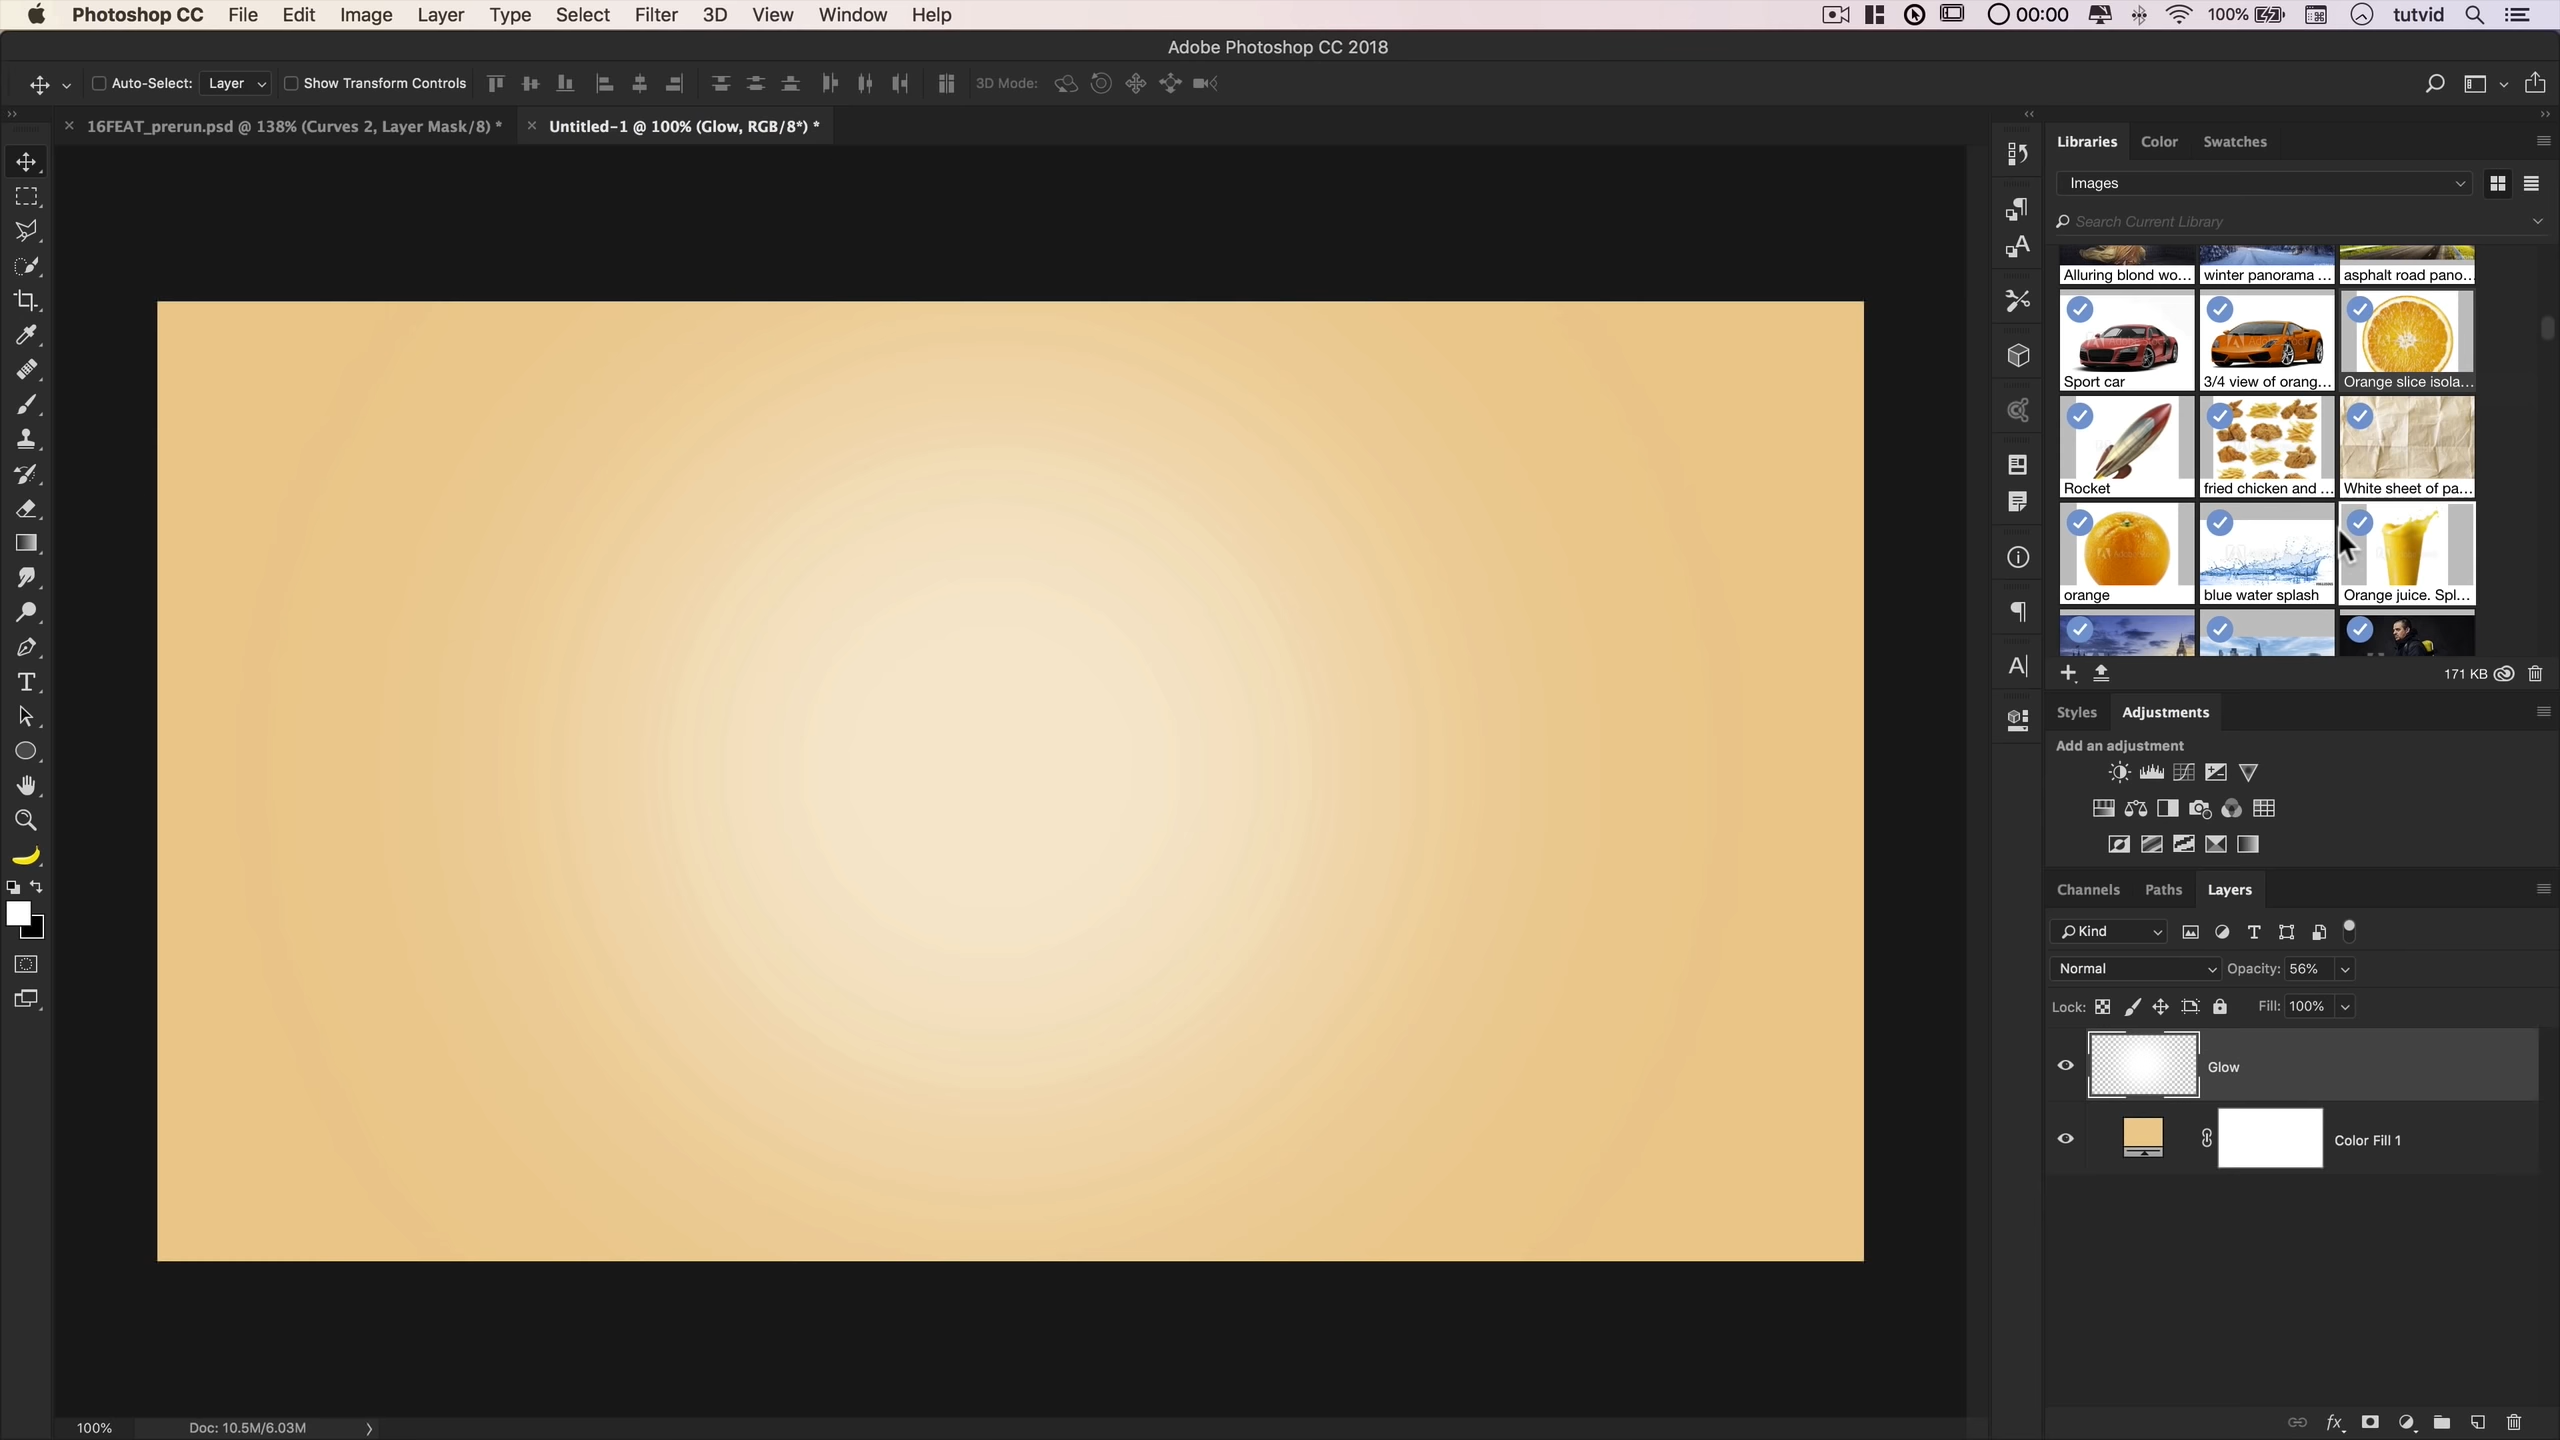 Photoshop CC File Edit Image Layer Type Select Filter 3D View Window Help 00:00 100% tutvid
Adobe Photoshop CC 2018
Auto-Select: Layer Show Transform Controls 3D Mode:
16FEAT_prerun.psd @ 138% (Curves 2, Layer Mask/8) * Untitled-1 @ 100% (Glow, RGB/8*) *
Libraries Color Swatches
Images
Search Current Library
Alluring blond wo... winter panorama ... asphalt road pano...
Sport car 3/4 view of orang... Orange slice isola...
Rocket fried chicken and ... White sheet of pa...
orange blue water splash Orange juice. Spl...
171 KB
Styles Adjustments
Add an adjustment
Channels Paths Layers
Kind
Normal Opacity: 56%
Lock: Fill: 100%
Glow
Color Fill 1
100% Doc: 10.5M/6.03M